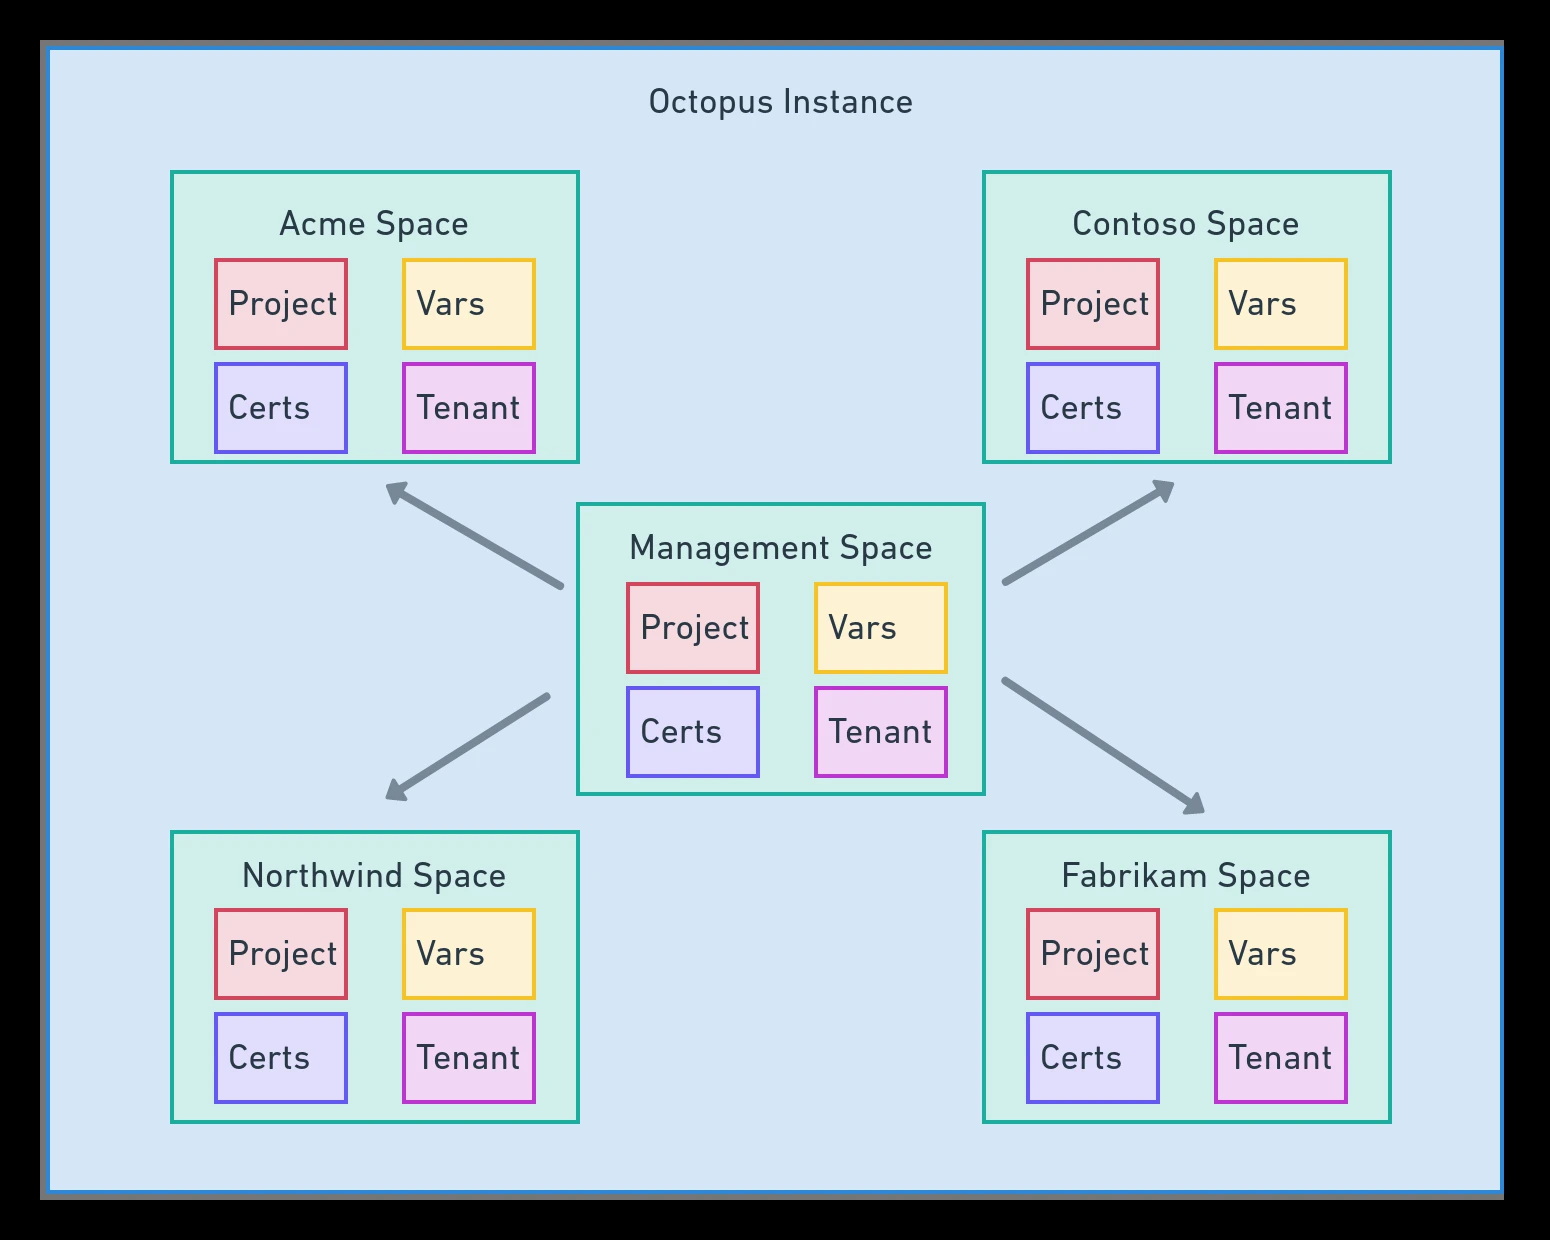 Octopus Instance
Acme Space
Project Vars
Certs Tenant
Contoso Space
Project Vars
Certs Tenant
Management Space
Project Vars
Certs Tenant
Northwind Space
Project Vars
Certs Tenant
Fabrikam Space
Project Vars
Certs Tenant